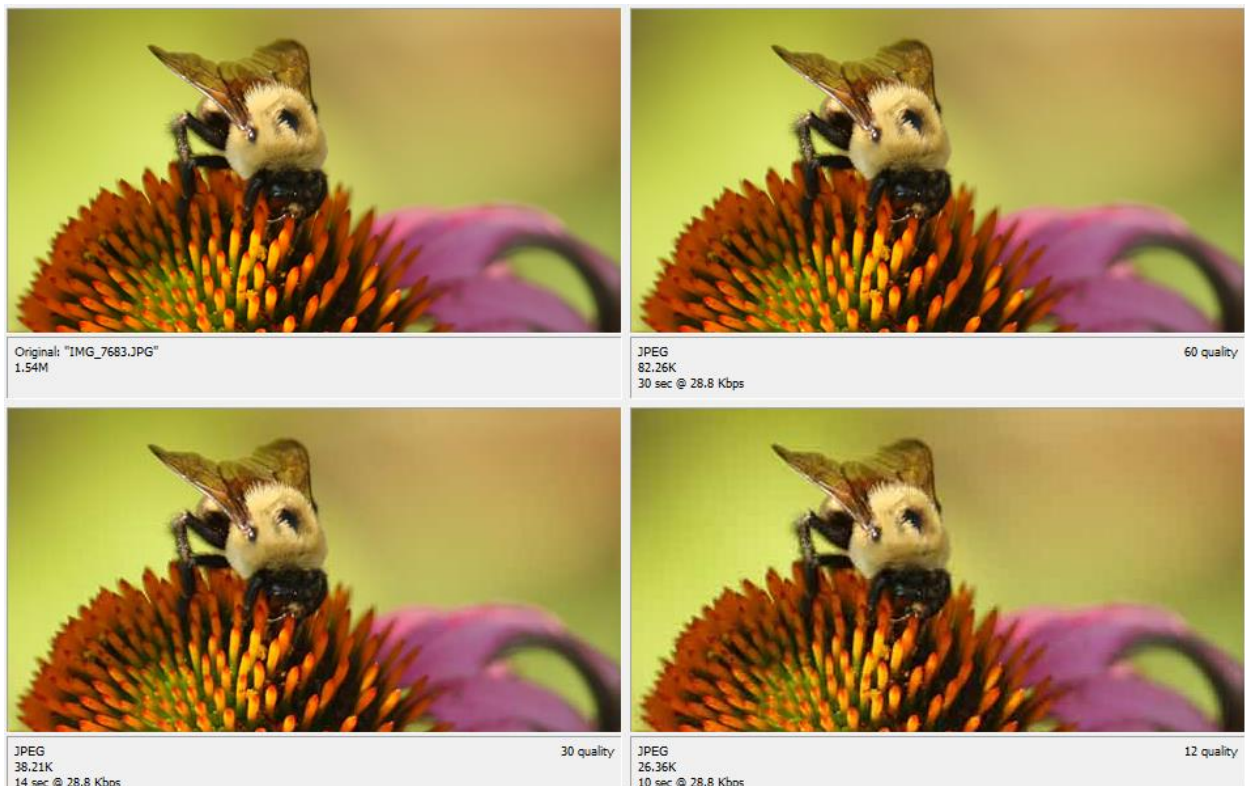 Original: "IMG_7683.JPG"
1.54M
JPEG 60 quality
82.26K
30 sec @ 28.8 Kbps
JPEG 30 quality
38.21K
14 sec @ 28.8 Kbps
JPEG 12 quality
26.36K
10 sec @ 28.8 Kbps